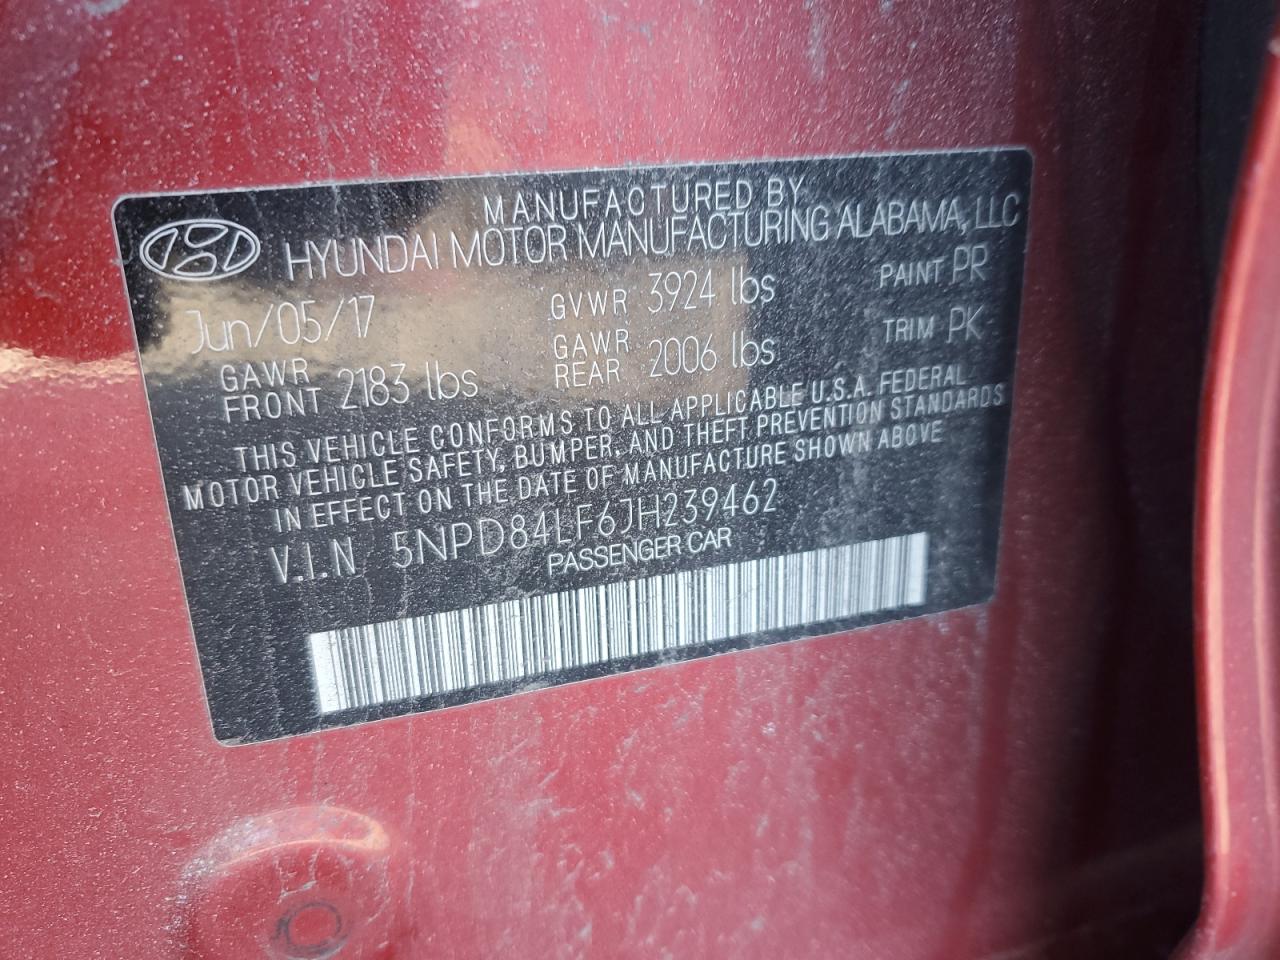 MANUFACTURED BY
HYUNDAI MOTOR MANUFACTURING ALABAMA, LLC
Jun/05/17 GVWR 3924 lbs PAINT PR
GAWR FRONT 2183 lbs GAWR REAR 2006 lbs TRIM PK
THIS VEHICLE CONFORMS TO ALL APPLICABLE U.S.A. FEDERAL
MOTOR VEHICLE SAFETY, BUMPER, AND THEFT PREVENTION STANDARDS
IN EFFECT ON THE DATE OF MANUFACTURE SHOWN ABOVE
V.I.N 5NPD84LF6JH239462
PASSENGER CAR